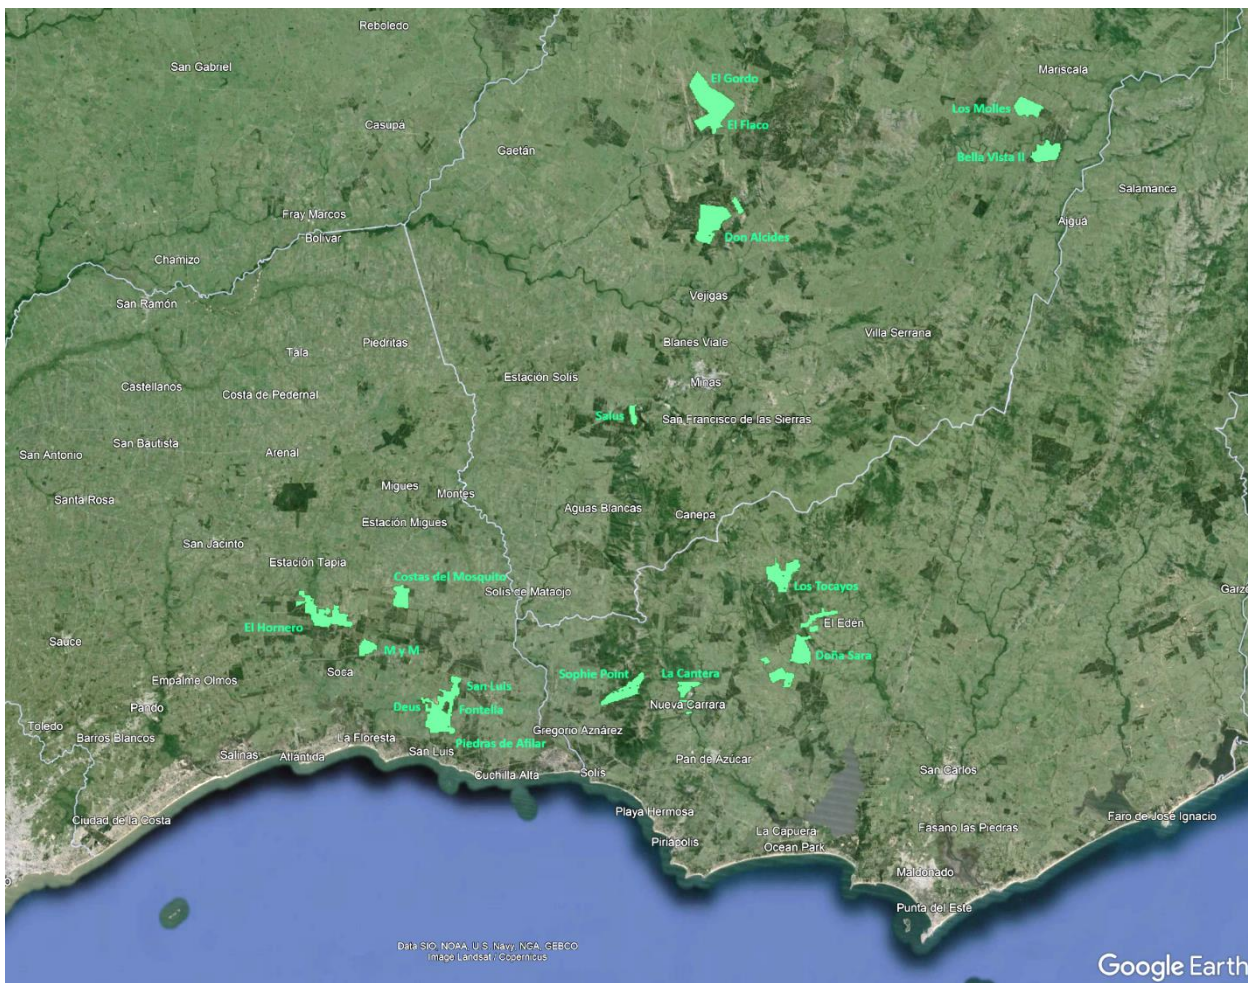 Reboledo
San Gabriel
Mariscala
El Gordo
Los Molles
Casupá
El Flaco
Gaetán
Bella Vista II
Salamanca
Fray Marcos
Aiguá
Bolívar
Don Alcides
Chamizo
Vejigas
San Ramón
Villa Serrana
Piedritas
Blanes Viale
Tala
Estación Solís
Minas
Castellanos
Costa de Pedernal
Salus
San Francisco de las Sierras
San Bautista
San Antonio
Arenal
Migues
Montes
Santa Rosa
Aguas Blancas
Canepa
Estación Migues
San Jacinto
Estación Tapia
Costas del Mosquito
Los Tocayos
Solís de Mataojo
Garzó
El Hornero
El Edén
Sauce
M y M
Doña Sara
Soca
Sophie Point
La Cantera
Empalme Olmos
San Luis
Pando
Deus
Fontella
Nueva Carrara
Toledo
Barros Blancos
La Floresta
Piedras de Afilar
Gregorio Aznárez
Salinas
Atlántida
San Luis
Pan de Azúcar
Cuchilla Alta
Solís
San Carlos
Ciudad de la Costa
Playa Hermosa
Faro de José Ignacio
La Capuera
Fasano las Piedras
Piriápolis
Ocean Park
Maldonado
o
Punta del Este
Data SIO, NOAA, U.S. Navy, NGA, GEBCO
Image Landsat / Copernicus
Google Earth